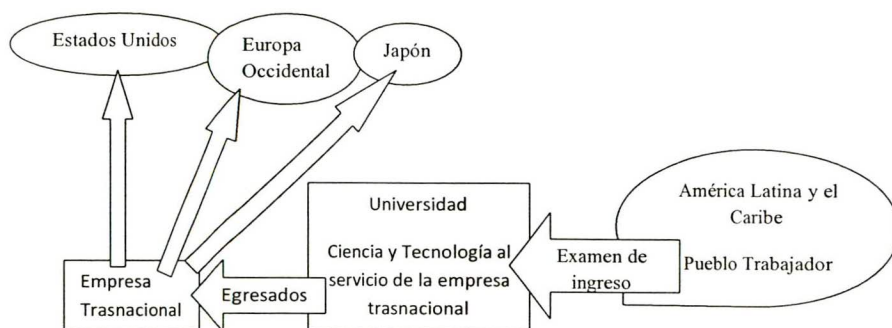 Estados Unidos
Europa
Occidental
Japón
América Latina y el
Caribe
Pueblo Trabajador
Examen de
ingreso
Universidad
Ciencia y Tecnología al
servicio de la empresa
trasnacional
Egresados
Empresa
Trasnacional